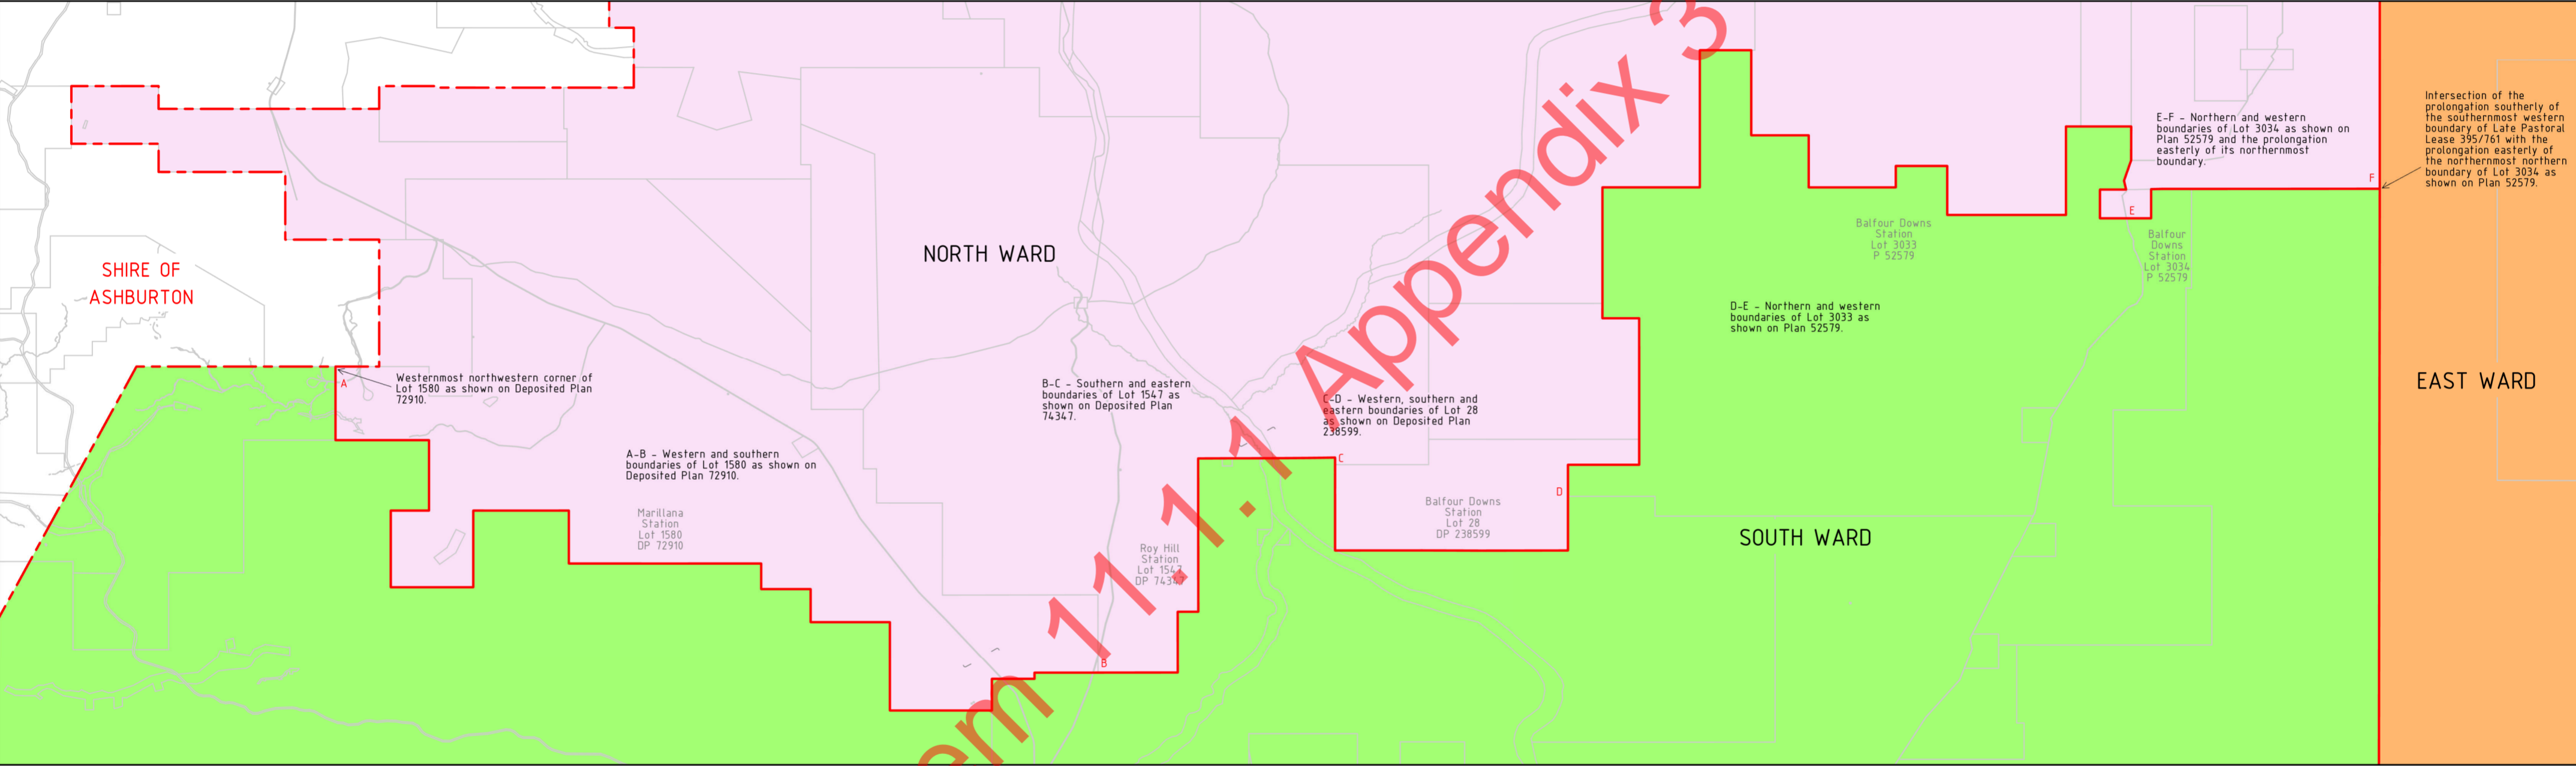 SHIRE OF
ASHBURTON
NORTH WARD
SOUTH WARD
EAST WARD
A
Westernmost northwestern corner of
Lot 1580 as shown on Deposited Plan
72910.
A-B - Western and southern
boundaries of Lot 1580 as shown on
Deposited Plan 72910.
Marillana
Station
Lot 1580
DP 72910
B-C - Southern and eastern
boundaries of Lot 1547 as
shown on Deposited Plan
74347.
Roy Hill
Station
Lot 1547
DP 74347
B
C-D - Western, southern and
eastern boundaries of Lot 28
as shown on Deposited Plan
238599.
C
D
Balfour Downs
Station
Lot 28
DP 238599
Balfour Downs
Station
Lot 3033
P 52579
D-E - Northern and western
boundaries of Lot 3033 as
shown on Plan 52579.
E-F - Northern and western
boundaries of Lot 3034 as shown on
Plan 52579 and the prolongation
easterly of its northernmost
boundary.
E
Balfour
Downs
Station
Lot 3034
P 52579
F
Intersection of the
prolongation southerly of
the southernmost western
boundary of Late Pastoral
Lease 395/761 with the
prolongation easterly of
the northernmost northern
boundary of Lot 3034 as
shown on Plan 52579.
em 11.1.1 Appendix 3